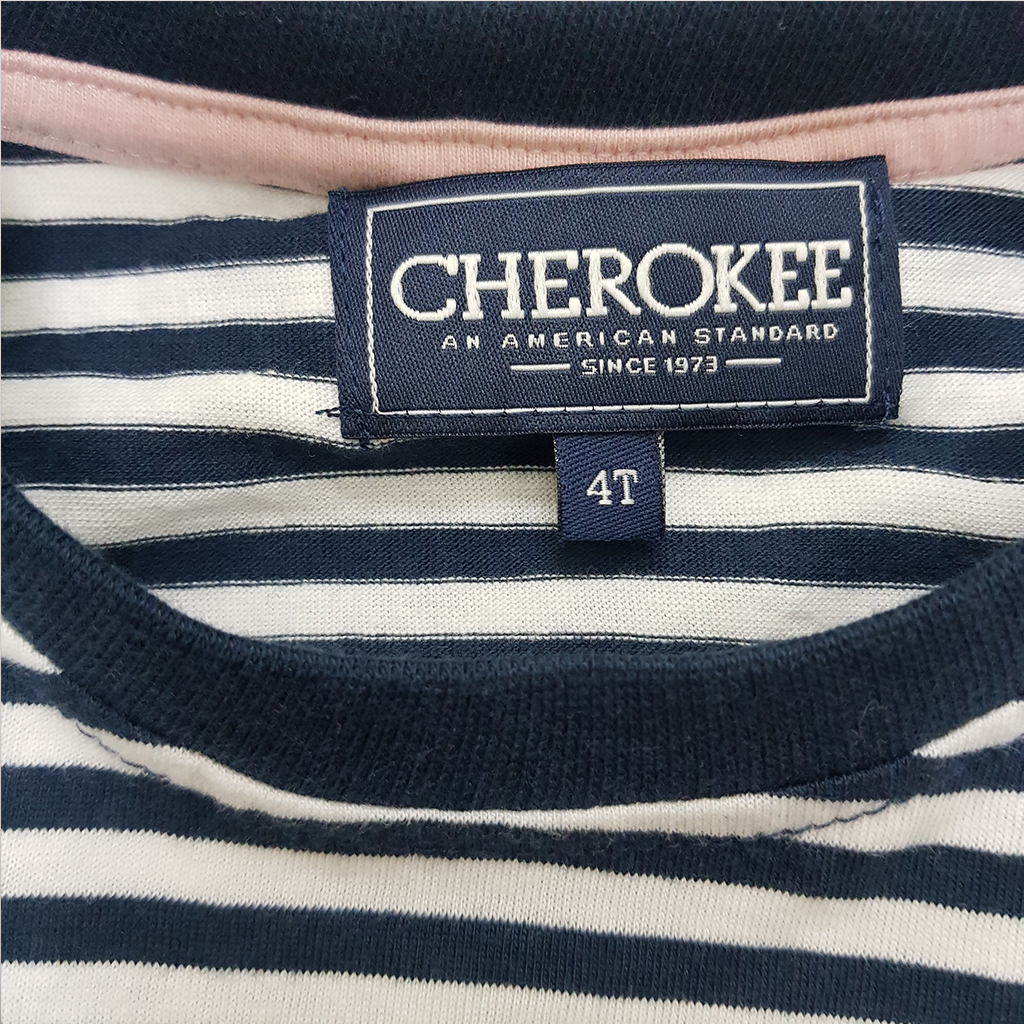 CHEROKEE
AN AMERICAN STANDARD
SINCE 1973
4T